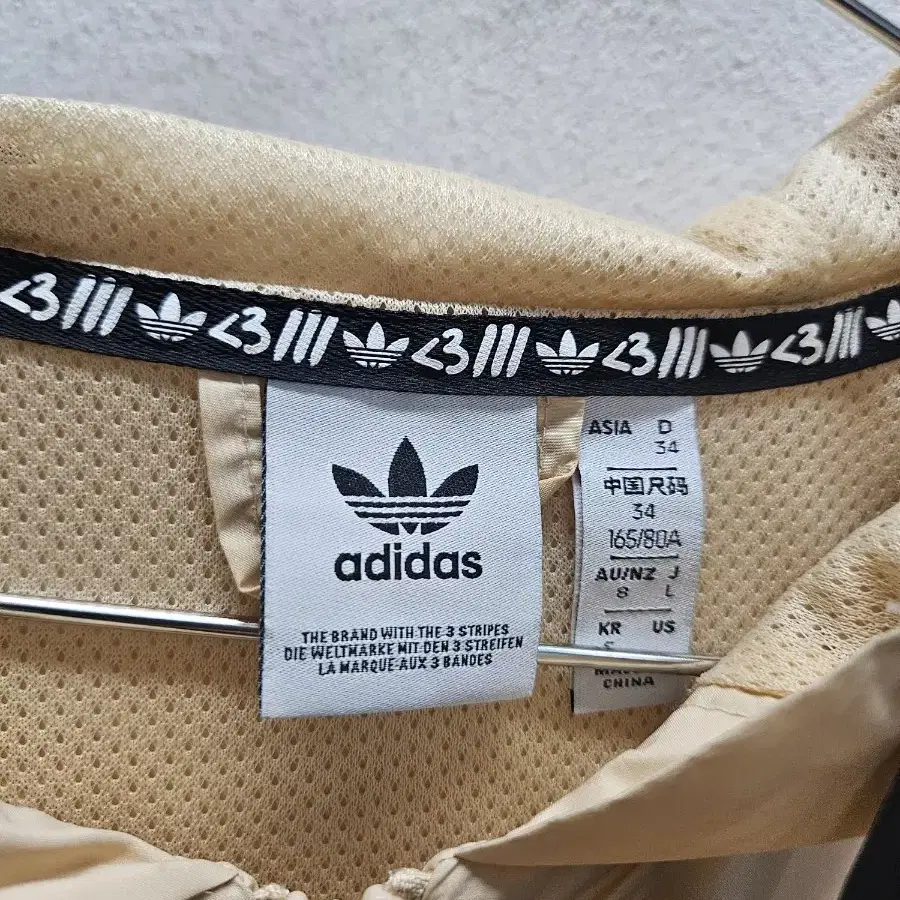 <3 /// <3 /// <3 /// <3 /// <3 ///
adidas
THE BRAND WITH THE 3 STRIPES
DIE WELTMARKE MIT DEN 3 STREIFEN
LA MARQUE AUX 3 BANDES
ASIA D
34
中国尺码
34
165/80A
AU/NZ J
8 L
KR US
CHINA